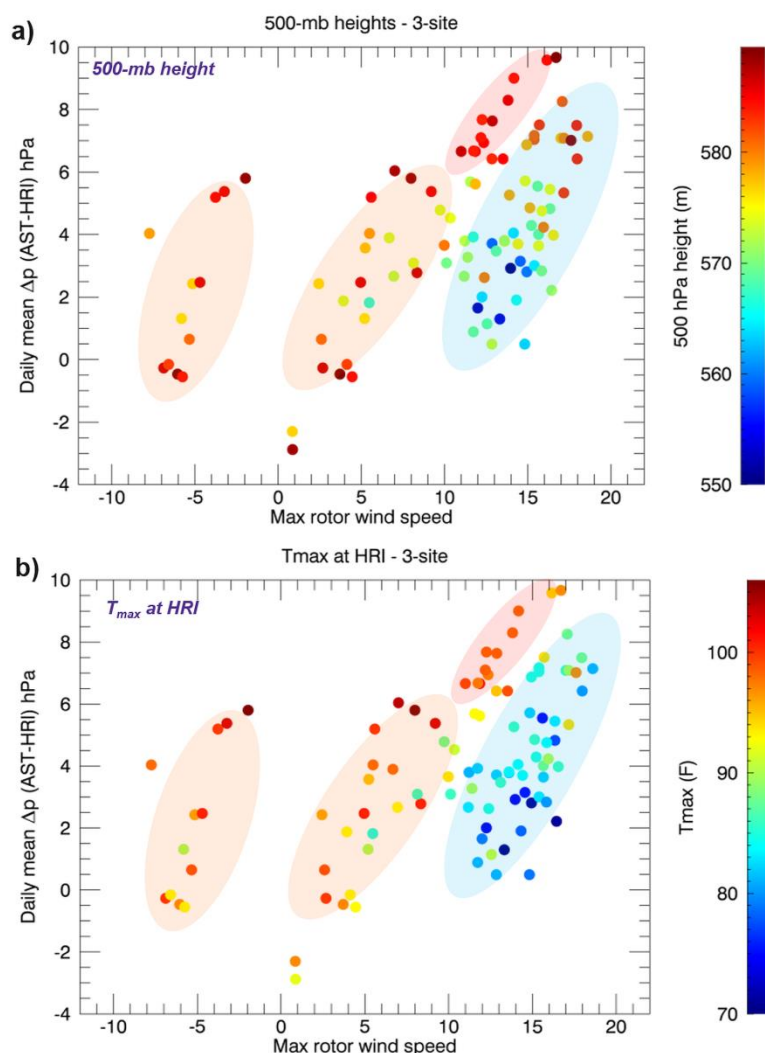 a)
500-mb heights - 3-site
500-mb height
10
8
6
4
2
0
-2
-4
Daily mean Δp (AST-HRI) hPa
-10 -5 0 5 10 15 20
Max rotor wind speed
580
570
560
550
500 hPa height (m)
b)
Tmax at HRI - 3-site
Tmax at HRI
10
8
6
4
2
0
-2
-4
Daily mean Δp (AST-HRI) hPa
-10 -5 0 5 10 15 20
Max rotor wind speed
100
90
80
70
Tmax (F)